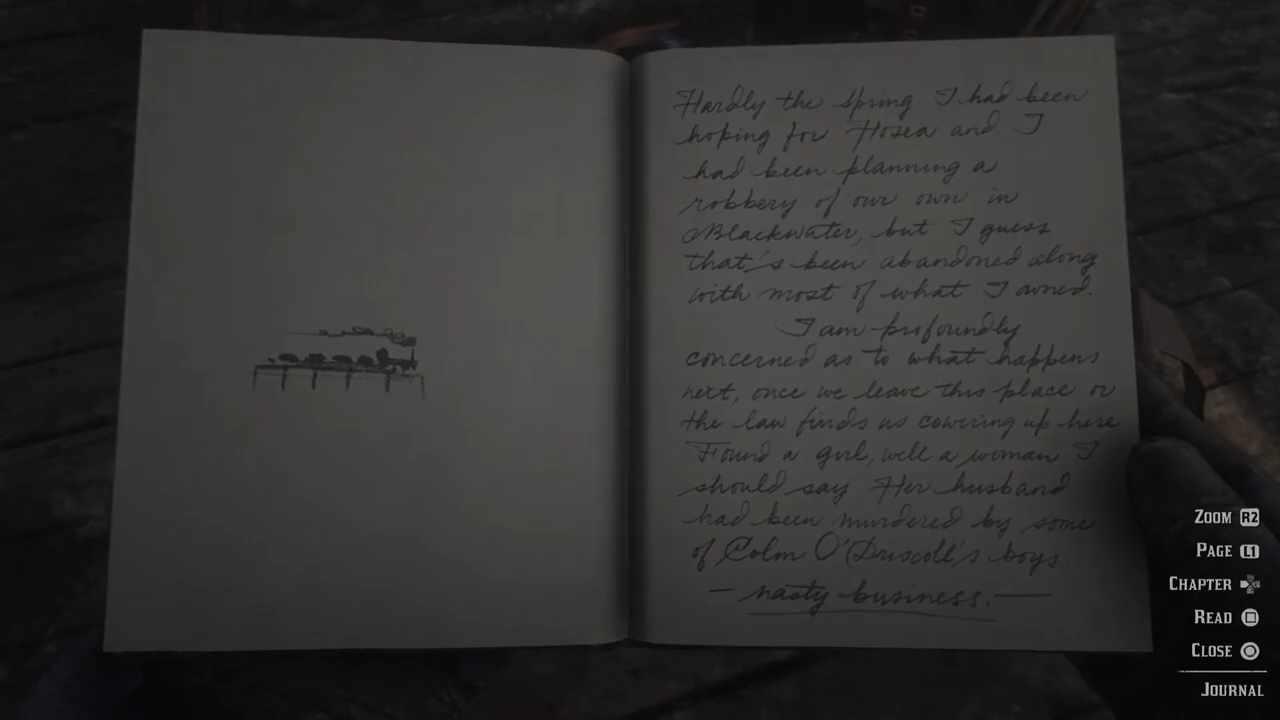 Hardly the spring I had been
hoping for Hosea and I
had been planning a
robbery of our own in
Blackwater, but I guess
that's been abandoned along
with most of what I owned.
I am profoundly
concerned as to what happens
next, once we leave this place or
the law finds us cowering up here
Found a girl, well a woman I
should say Her husband
had been murdered by some
of Colm O'Driscoll's boys
— nasty business. —
ZOOM R2
PAGE L1
CHAPTER
READ
CLOSE
JOURNAL